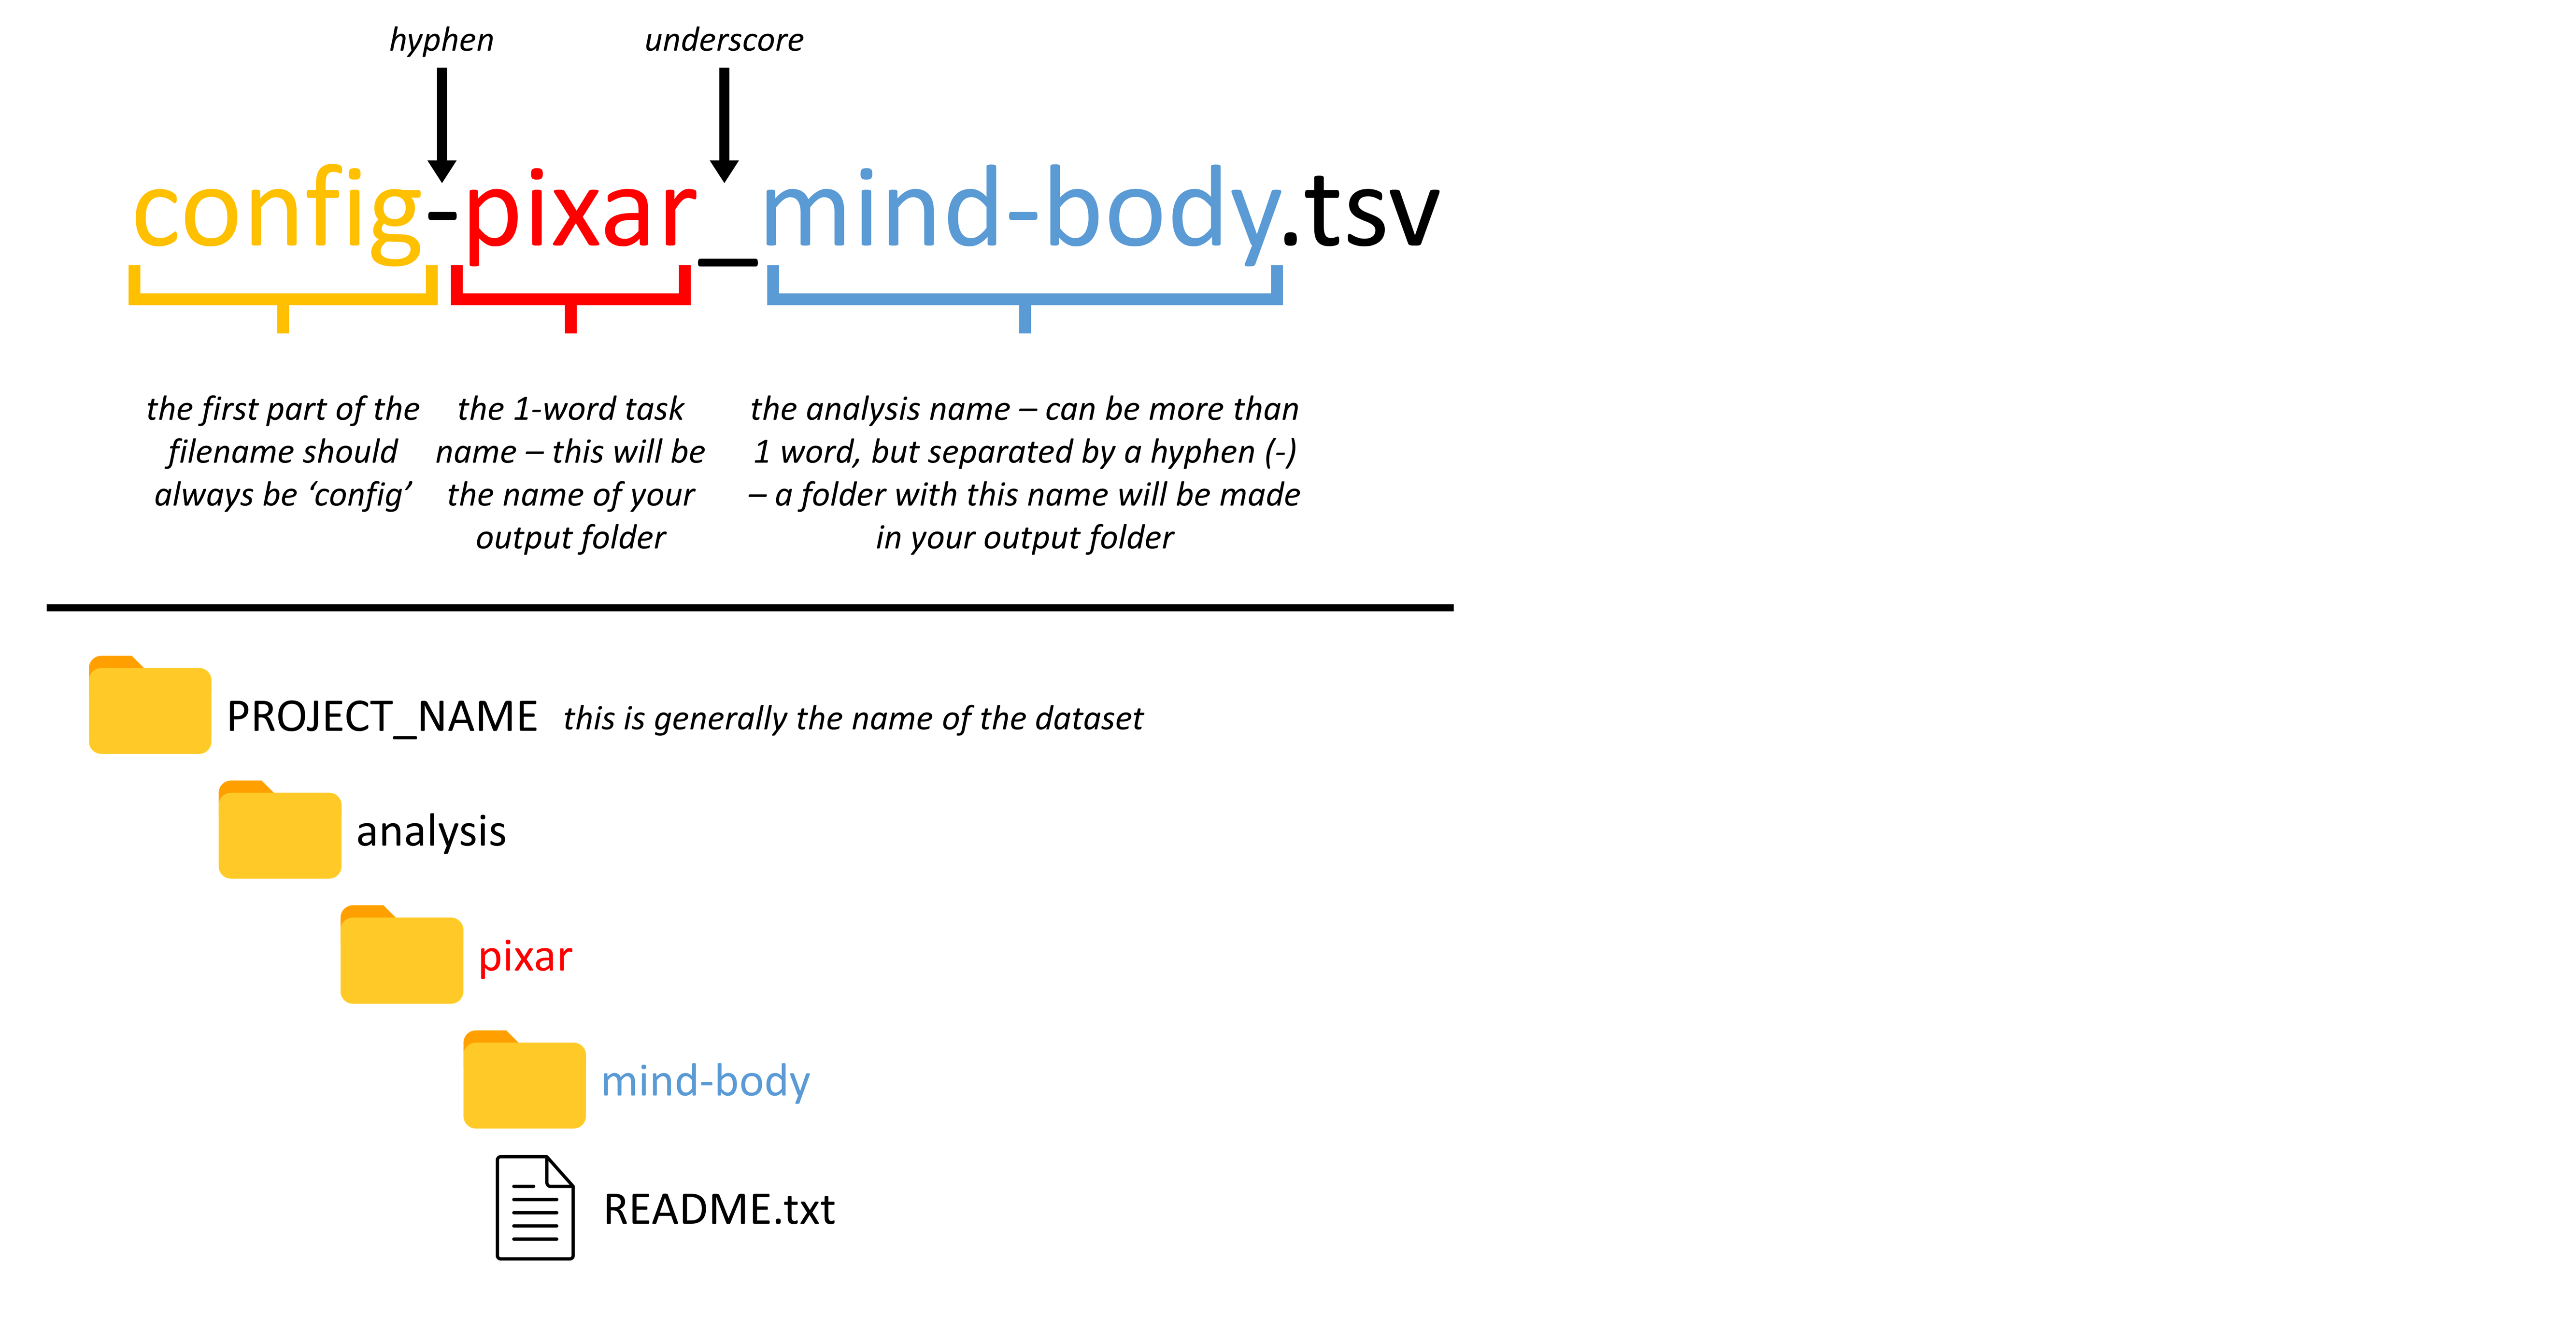 hyphen
underscore
config-pixar_mind-body.tsv
the first part of the
filename should
always be ‘config’
the 1-word task
name – this will be
the name of your
output folder
the analysis name – can be more than
1 word, but separated by a hyphen (-)
– a folder with this name will be made
in your output folder
PROJECT_NAME this is generally the name of the dataset
analysis
pixar
mind-body
README.txt